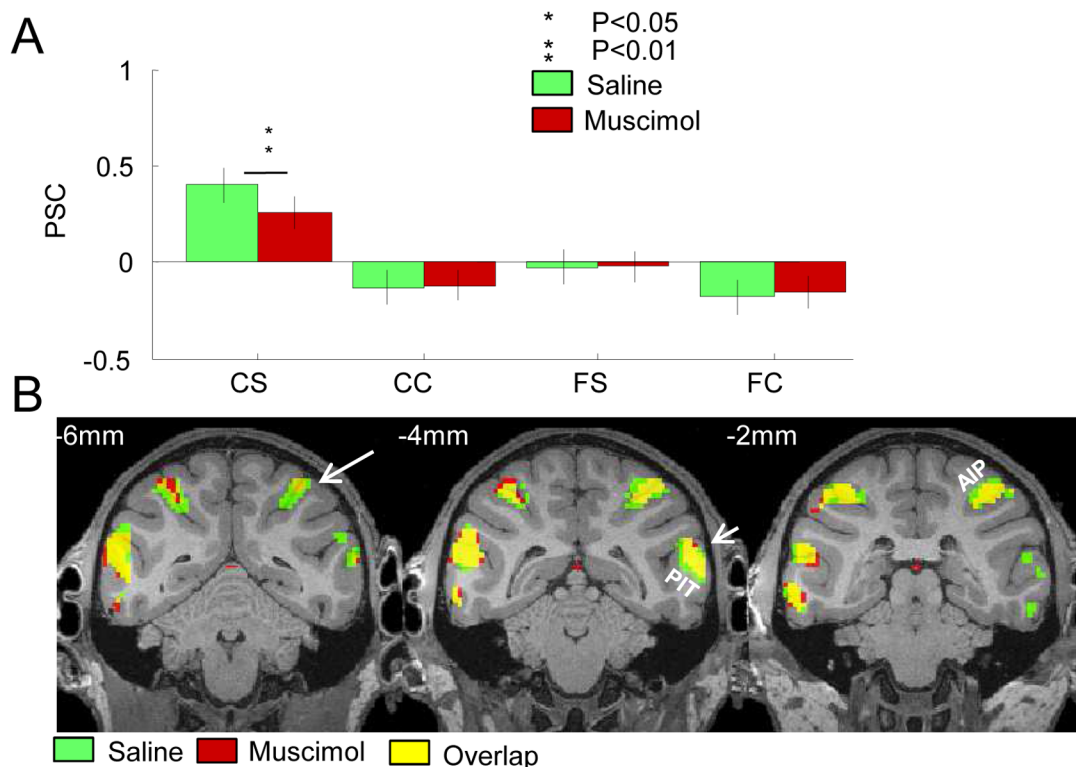 A
* P<0.05
** P<0.01
Saline
Muscimol
1
0.5
0
-0.5
PSC
**
CS CC FS FC
B
-6mm -4mm -2mm
AIP
PIT
Saline Muscimol Overlap